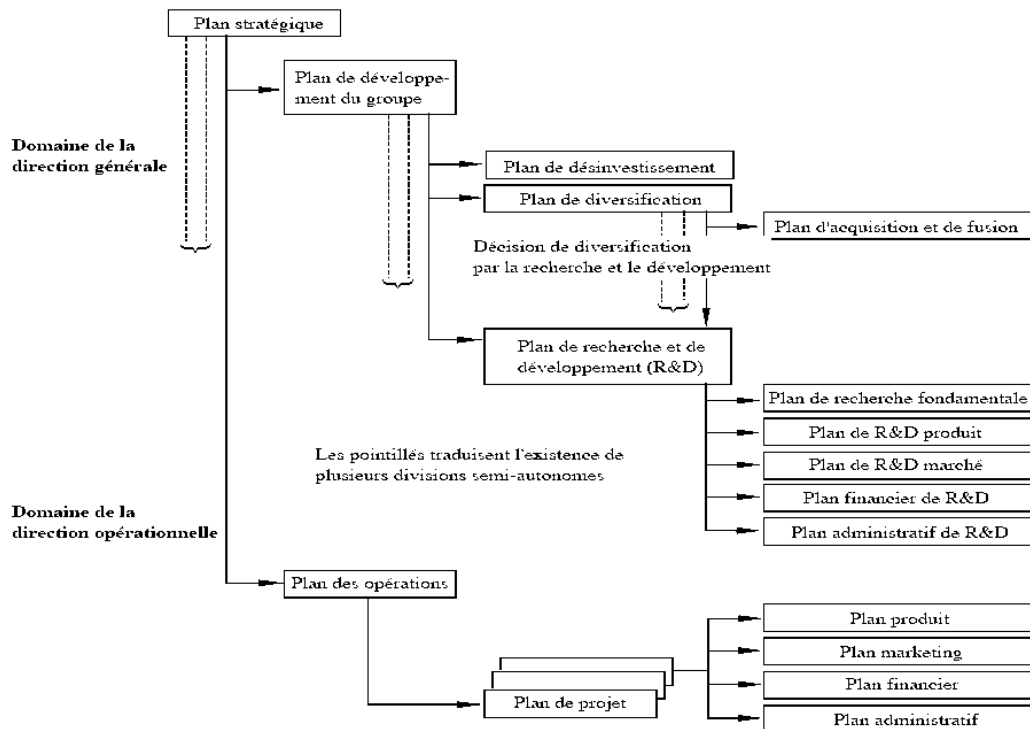 Plan stratégique
Plan de développe-
ment du groupe
Domaine de la
direction générale
Plan de désinvestissement
Plan de diversification
Plan d'acquisition et de fusion
Décision de diversification
par la recherche et le développement
Plan de recherche et de
développement (R&D)
Plan de recherche fondamentale
Plan de R&D produit
Les pointillés traduisent l'existence de
plusieurs divisions semi-autonomes
Plan de R&D marché
Plan financier de R&D
Domaine de la
direction opérationnelle
Plan administratif de R&D
Plan des opérations
Plan produit
Plan marketing
Plan financier
Plan de projet
Plan administratif